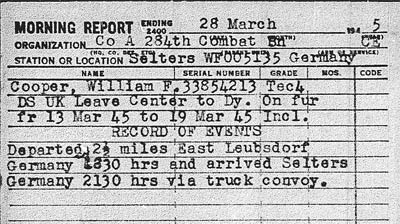 MORNING REPORT ENDING 2400 28 March 194 5
ORGANIZATION Co A 284th Combat Bn CE
STATION OR LOCATION Selters WF005135 Germany
NAME SERIAL NUMBER GRADE MOS. CODE
Cooper, William F. 33854213 Tec4
DS UK Leave Center to Dy. On fur
fr 13 Mar 45 to 19 Mar 45 Incl.
RECORD OF EVENTS
Departed 2½ miles East Leubsdorf
Germany 1830 hrs and arrived Selters
Germany 2130 hrs via truck convoy.